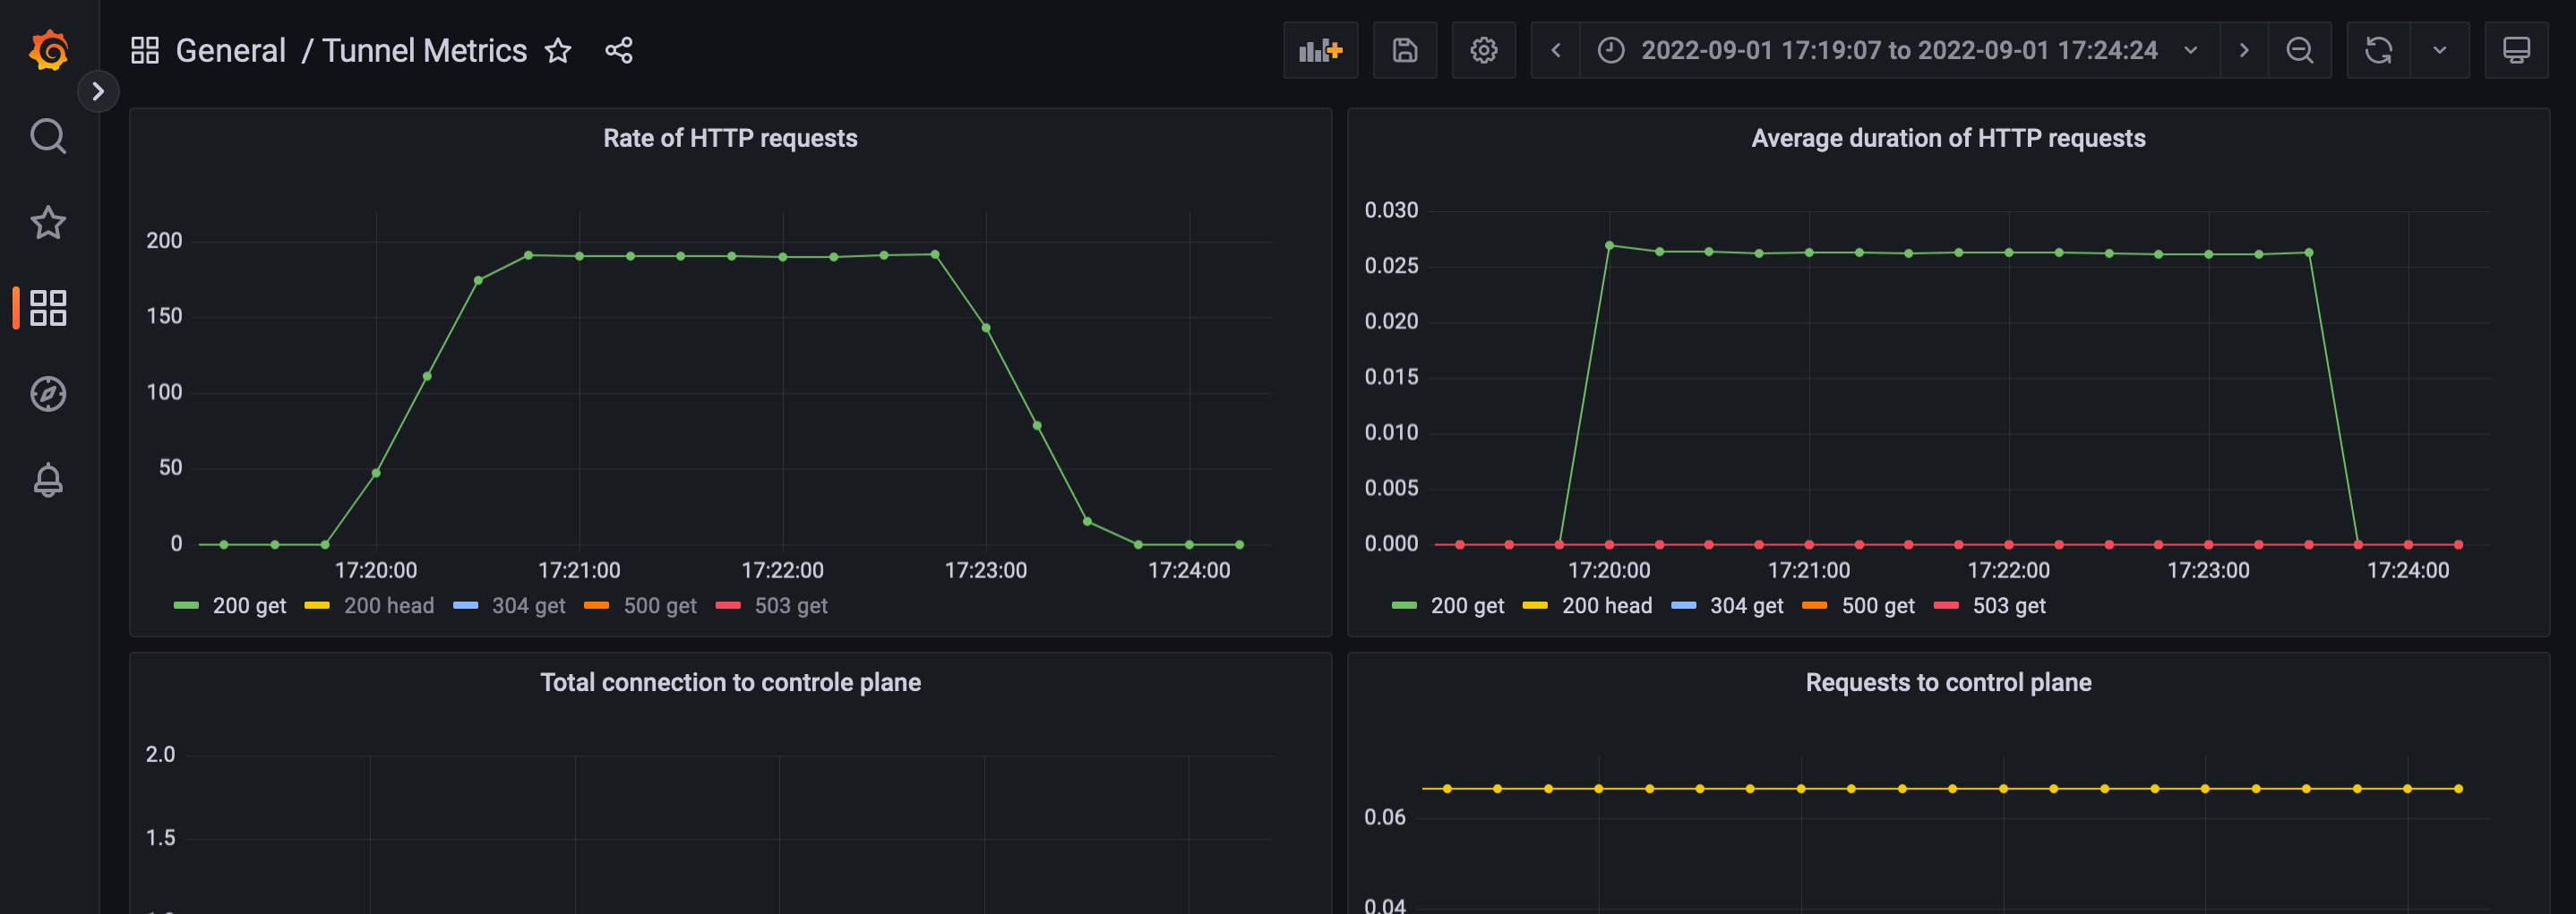 General / Tunnel Metrics
2022-09-01 17:19:07 to 2022-09-01 17:24:24
Rate of HTTP requests
200
150
100
50
0
17:20:00 17:21:00 17:22:00 17:23:00 17:24:00
200 get 200 head 304 get 500 get 503 get
Average duration of HTTP requests
0.030
0.025
0.020
0.015
0.010
0.005
0.000
17:20:00 17:21:00 17:22:00 17:23:00 17:24:00
200 get 200 head 304 get 500 get 503 get
Total connection to controle plane
2.0
1.5
Requests to control plane
0.06
0.04